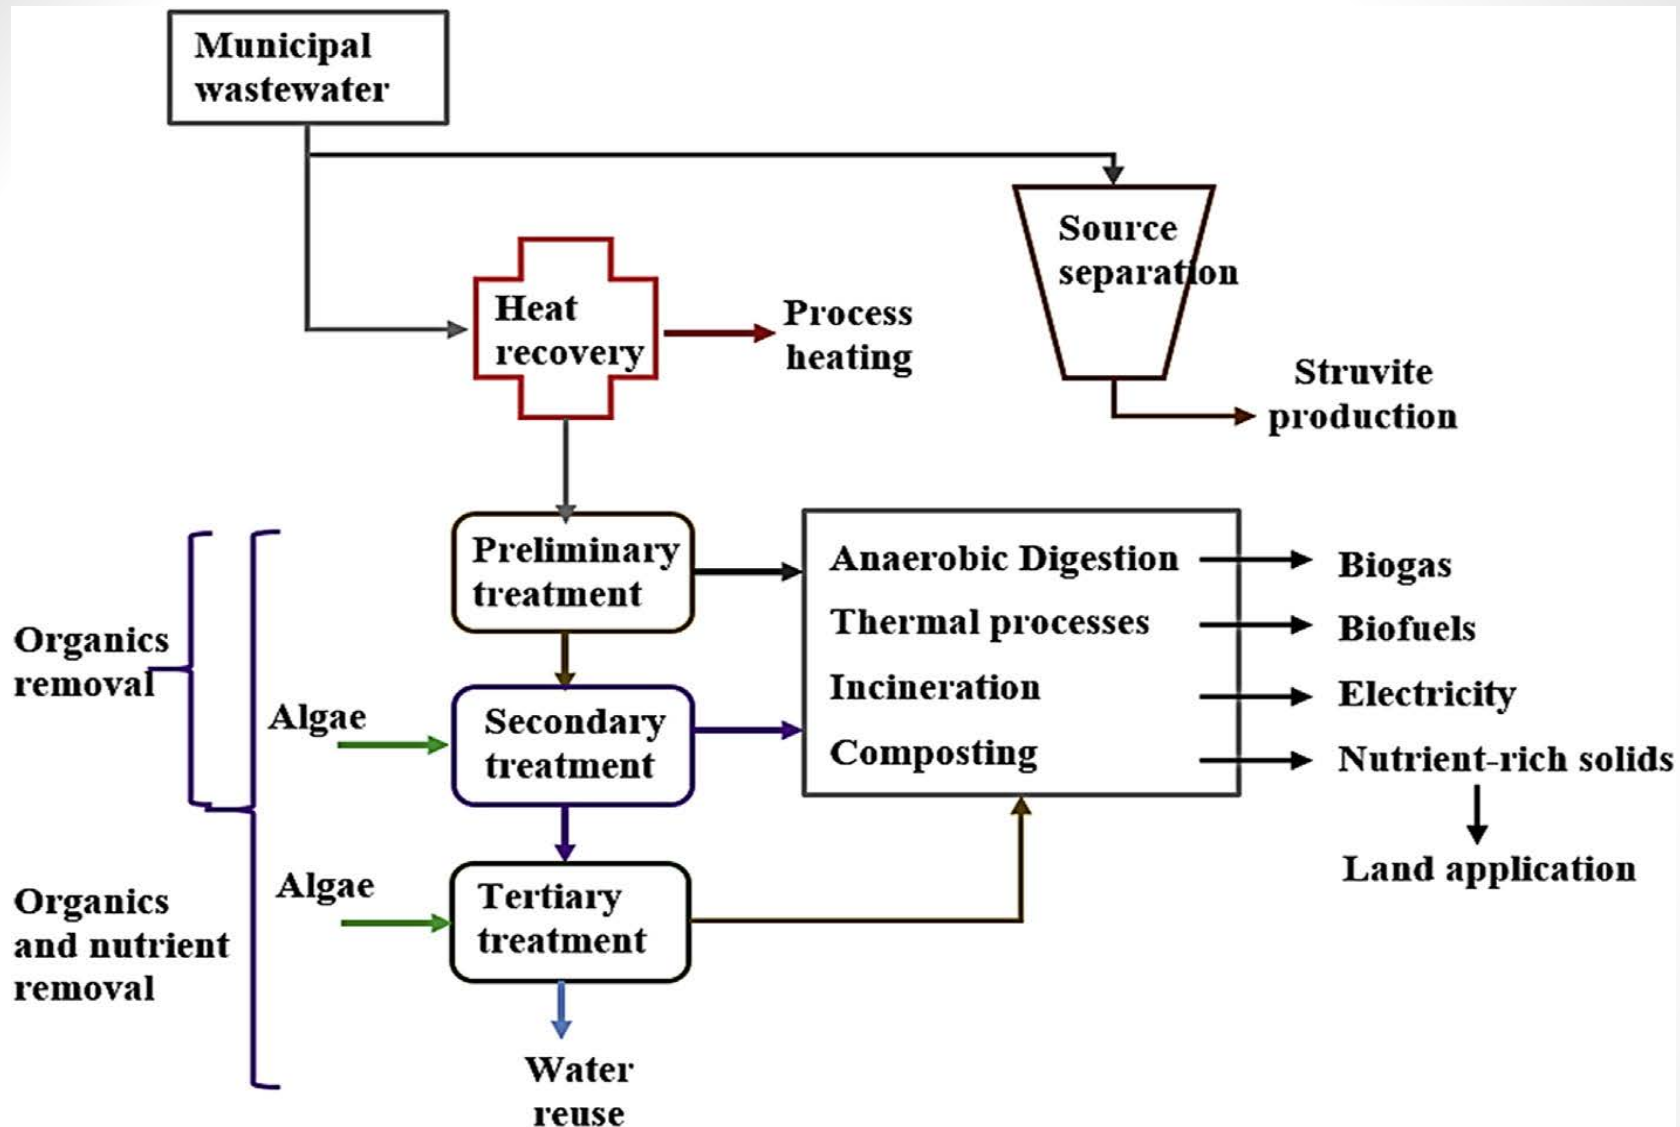 Municipal
wastewater
Source
separation
Heat
recovery
Process
heating
Struvite
production
Preliminary
treatment
Anaerobic Digestion
Biogas
Thermal processes
Biofuels
Incineration
Electricity
Composting
Nutrient-rich solids
Land application
Organics
removal
Algae
Secondary
treatment
Algae
Tertiary
treatment
Organics
and nutrient
removal
Water
reuse